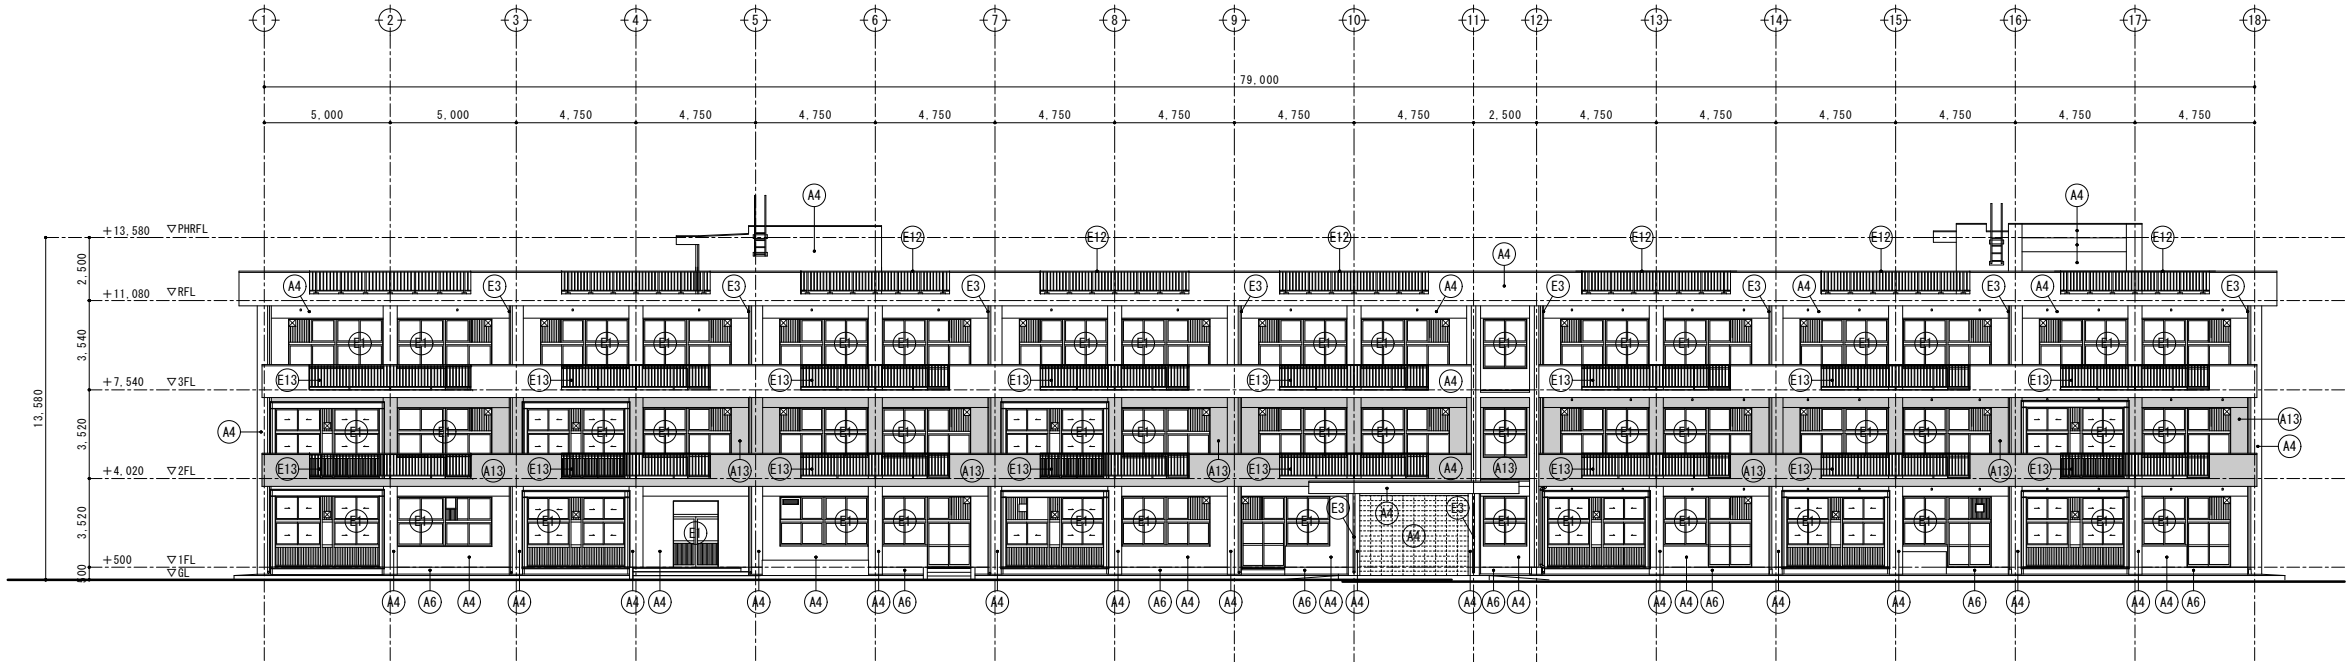 1 2 3 4 5 6 7 8 9 10 11 12 13 14 15 16 17 18
79,000
5,000 5,000 4,750 4,750 4,750 4,750 4,750 4,750 4,750 4,750 2,500 4,750 4,750 4,750 4,750 4,750 4,750
A4 A4
+13,580 ▽PHRFL E12 E12 E12 E12 E12 E12
2,500
A4
A4 E3 E3 E3 E3 A4 E3 E3 A4 E3 A4 E3
+11,080 ▽RFL
3,540
E1 E1 E1 E1 E1 E1 E1 E1 E1 E1 E1 E1 E1 E1 E1 E1 E1
E13 E13 E13 E13 E13 A4 E13 E13 E13
+7,540 ▽3FL
13,580
3,520
A13
A4 E1 E1 E1 E1 E1 E1 E1 E1 E1 E1 E1 E1 E1 E1 E1 E1 E1 A4
E13 A13 E13 A13 E13 A13 A13 E13 A13 E13 A4 A13 E13 A13 E13 A13 E13
+4,020 ▽2FL
3,520
E3 A4 E3
E1 E1 E1 E1 E1 E1 E1 E1 E1 E1 E1 E1 E1 E1 E1 E1
A4
+500 ▽1FL
500 ▽GL
A4 A6 A4 A4 A4 A4 A4 A4 A4 A6 A4 A4 A6 A4 A4 A6 A4 A4 A4 A6 A4 A4 A6 A4 A4 A6 A4 A4 A6